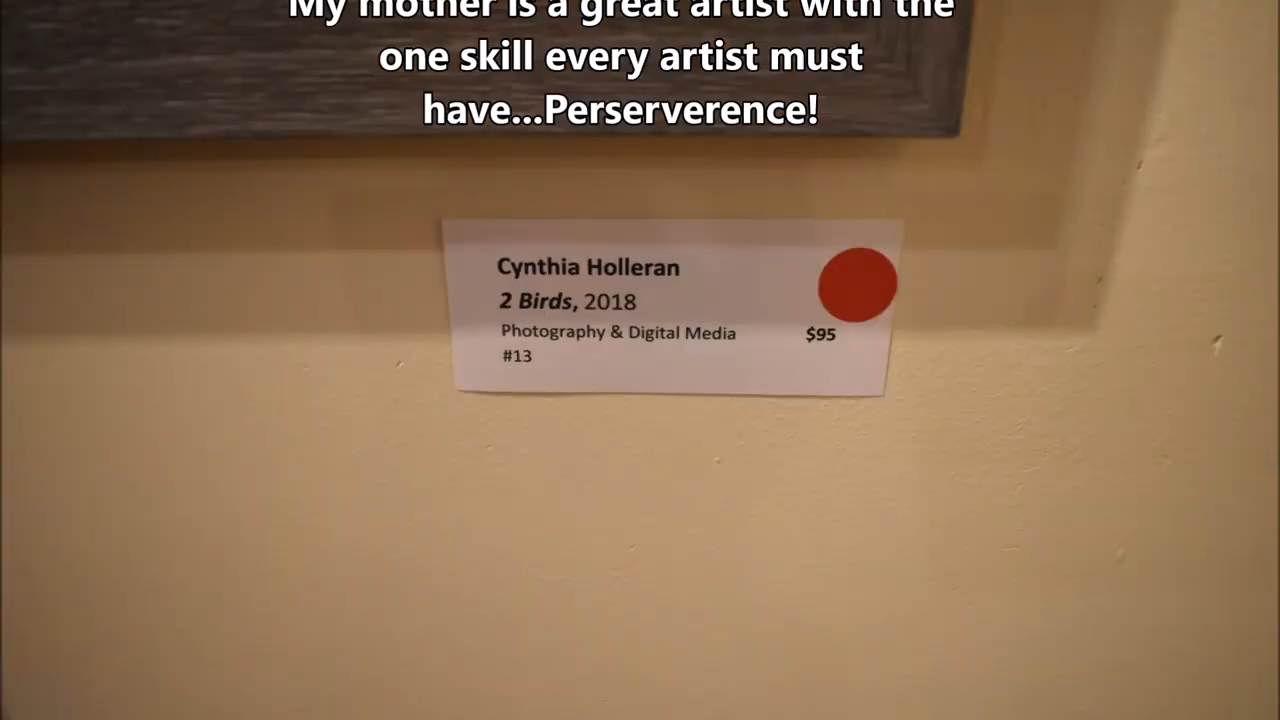 My mother is a great artist with the
one skill every artist must
have...Perserverence!
Cynthia Holleran
2 Birds, 2018
Photography & Digital Media $95
#13